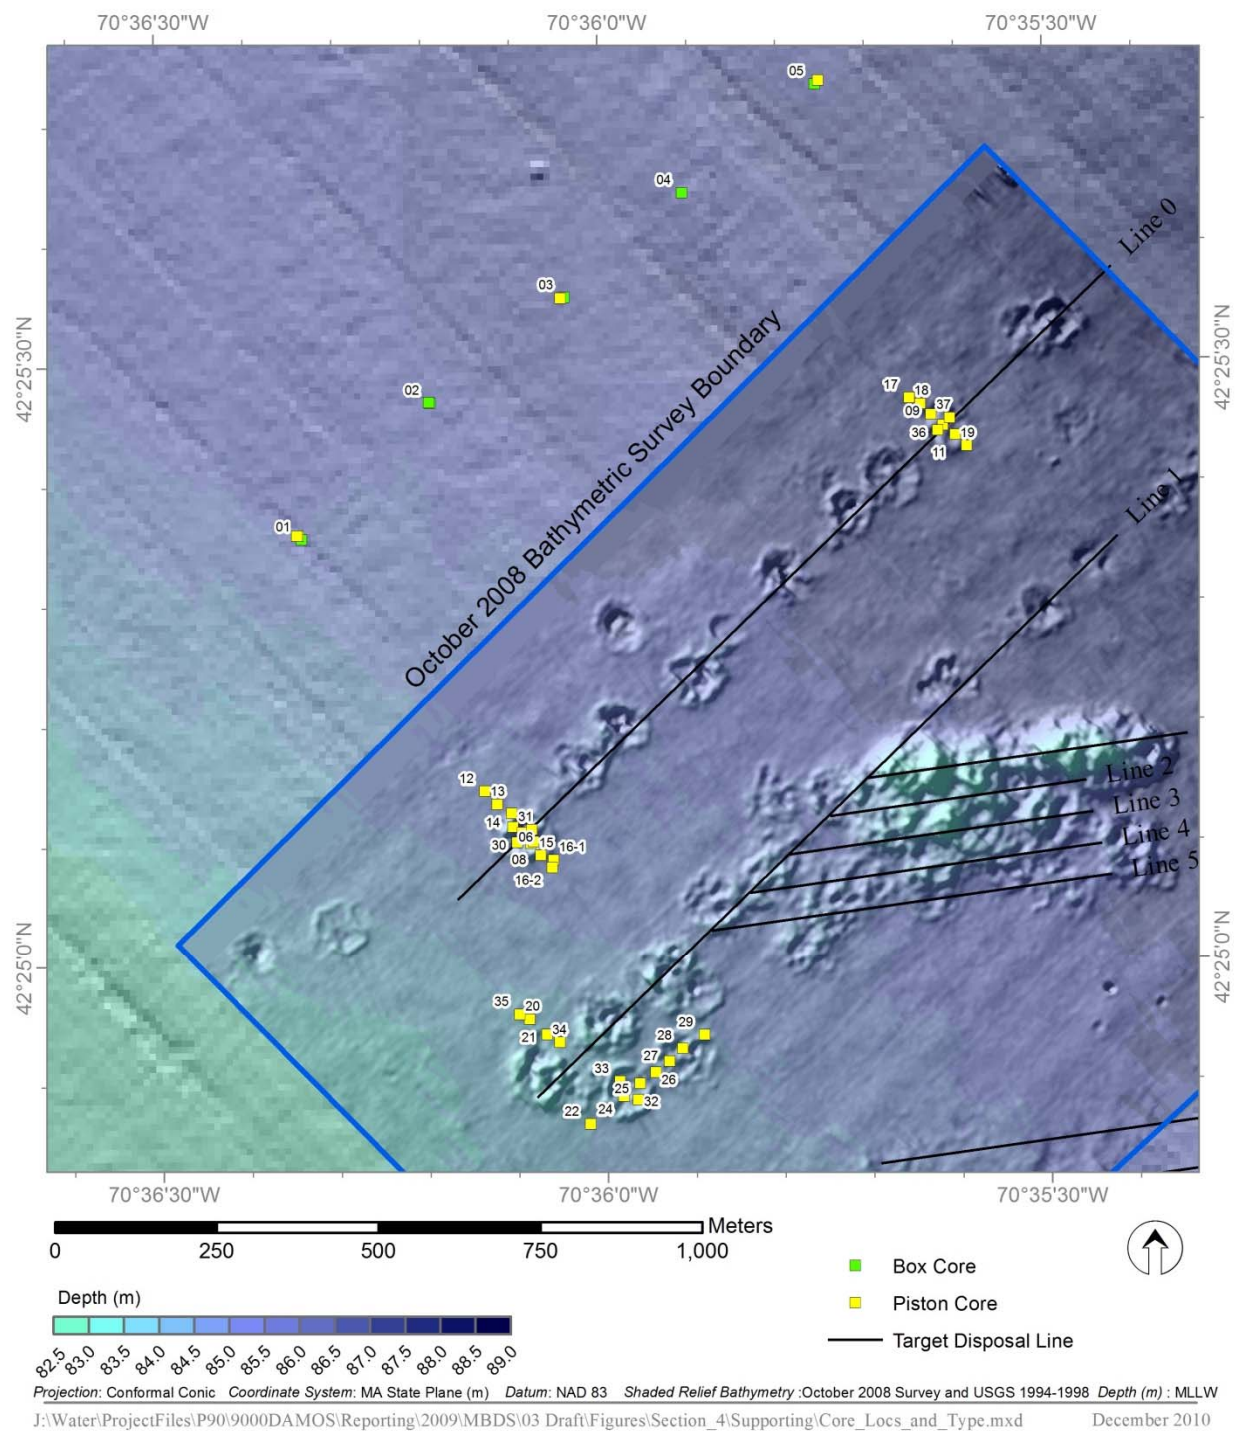 70°36'30"W
70°36'0"W
70°35'30"W
05
04
03
02
01
Line 0
October 2008 Bathymetric Survey Boundary
42°25'30"N
42°25'30"N
17
18
09
37
36
19
11
Line 1
Line 2
Line 3
Line 4
Line 5
12
13
31
14
06
30
15
16-1
08
16-2
42°25'0"N
42°25'0"N
35
20
21
34
29
28
27
33
26
25
24
32
22
70°36'30"W
70°36'0"W
70°35'30"W
Meters
0 250 500 750 1,000
Box Core
Piston Core
Target Disposal Line
Depth (m)
82.5 83.0 83.5 84.0 84.5 85.0 85.5 86.0 86.5 87.0 87.5 88.0 88.5 89.0
Projection: Conformal Conic Coordinate System: MA State Plane (m) Datum: NAD 83 Shaded Relief Bathymetry :October 2008 Survey and USGS 1994-1998 Depth (m) : MLLW
J:\Water\ProjectFiles\P90\9000DAMOS\Reporting\2009\MBDS\03 Draft\Figures\Section_4\Supporting\Core_Locs_and_Type.mxd December 2010